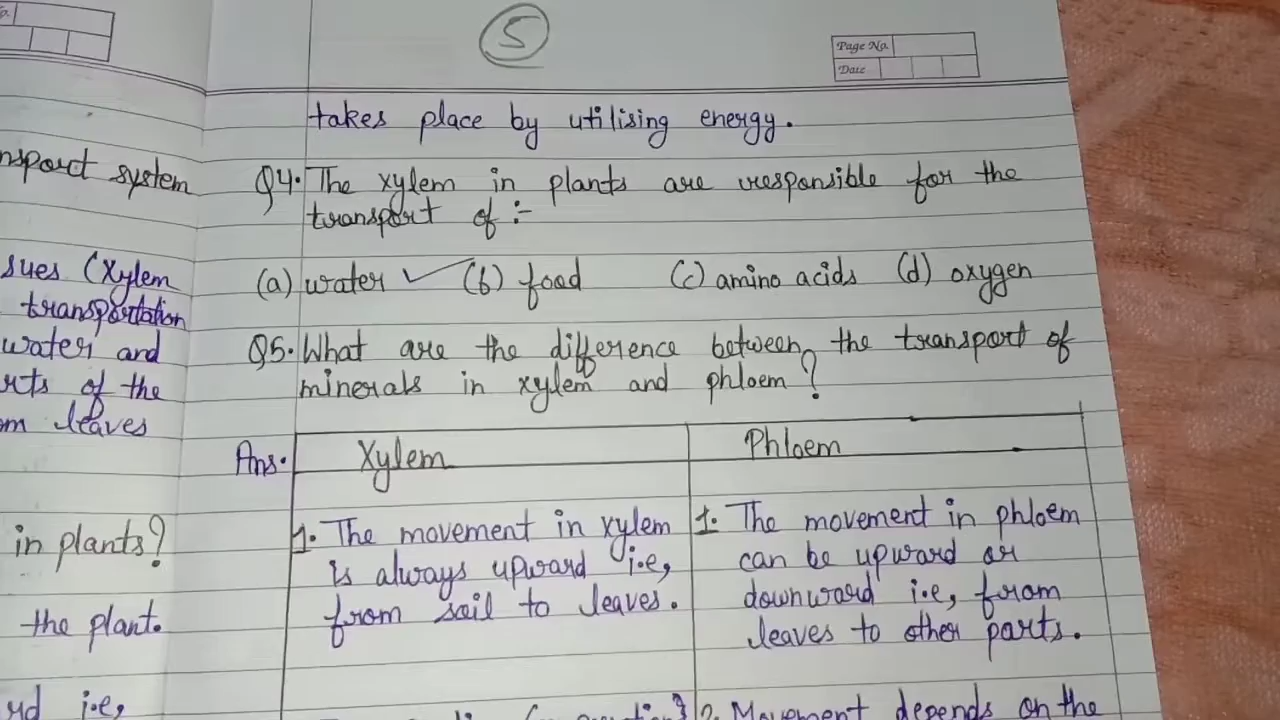 5
Page No.
Date
takes place by utilising energy.
system
Q4. The xylem in plants are responsible for the
transport of :-
sues (Xylem
transportation
water and
rts of the
leaves
(a) water ✓ (b) food (c) amino acids (d) oxygen
Q5. What are the difference between the transport of
minerals in xylem and phloem?
Ans. Xylem Phloem
in plants?
the plant.
i.e,
1. The movement in xylem
is always upward i.e,
from soil to leaves.
1. The movement in phloem
can be upward or
downward i.e, from
leaves to other parts.
2. Movement depends on the